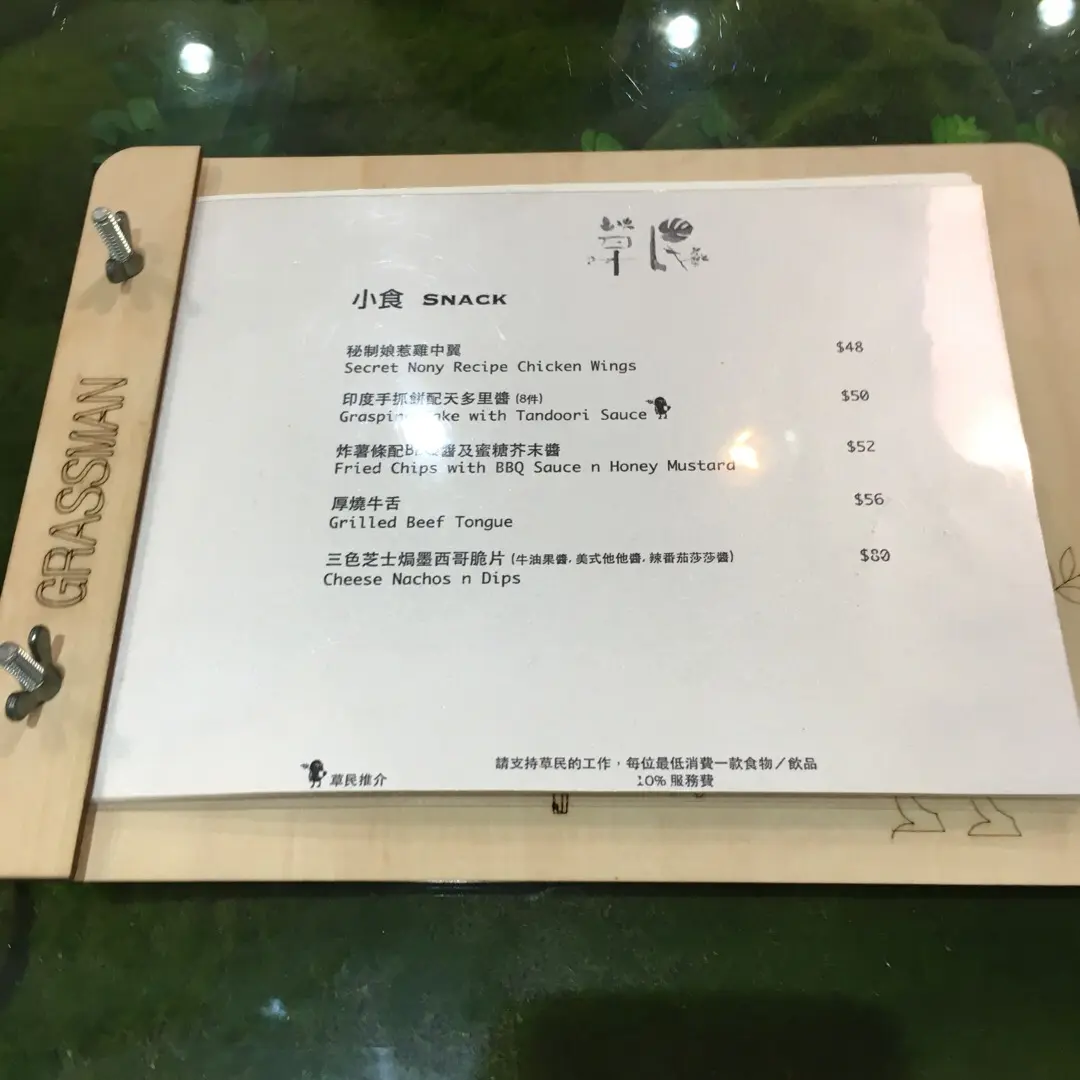 草民
小食 SNACK
秘制娘惹雞中翼 $48
Secret Nony Recipe Chicken Wings
印度手抓餅配天多里醬 (8件) $50
with Tandoori Sauce
炸薯條配 醬及蜜糖芥末醬 $52
Fried Chips with BBQ Sauce n Honey Mustard
厚燒牛舌 $56
Grilled Beef Tongue
三色芝士焗墨西哥脆片 (牛油果醬, 美式他他醬, 辣番茄莎莎醬) $80
Cheese Nachos n Dips
請支持草民的工作，每位最低消費一款食物／飲品
草民推介
10% 服務費
GRASSMAN